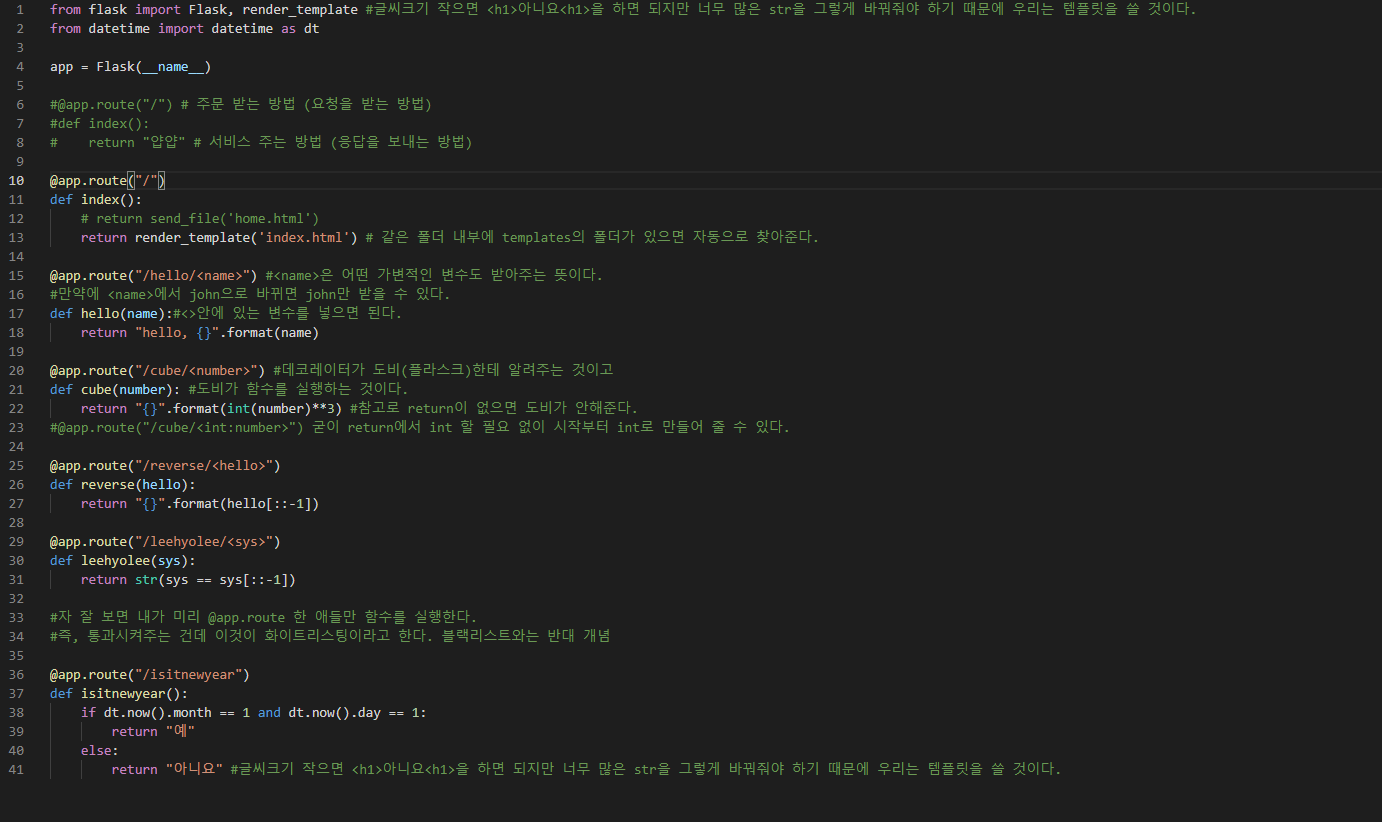 1 from flask import Flask, render_template #글씨크기 작으면 <h1>아니요<h1>을 하면 되지만 너무 많은 str을 그렇게 바꿔줘야 하기 때문에 우리는 템플릿을 쓸 것이다.
2 from datetime import datetime as dt
3
4 app = Flask(__name__)
5
6 #@app.route("/") # 주문 받는 방법 (요청을 받는 방법)
7 #def index():
8 #    return "얍얍" # 서비스 주는 방법 (응답을 보내는 방법)
9
10 @app.route("/")
11 def index():
12     # return send_file('home.html')
13     return render_template('index.html') # 같은 폴더 내부에 templates의 폴더가 있으면 자동으로 찾아준다.
14
15 @app.route("/hello/<name>") #<name>은 어떤 가변적인 변수도 받아주는 뜻이다.
16 #만약에 <name>에서 john으로 바뀌면 john만 받을 수 있다.
17 def hello(name):#<>안에 있는 변수를 넣으면 된다.
18     return "hello, {}".format(name)
19
20 @app.route("/cube/<number>") #데코레이터가 도비(플라스크)한테 알려주는 것이고
21 def cube(number): #도비가 함수를 실행하는 것이다.
22     return "{}".format(int(number)**3) #참고로 return이 없으면 도비가 안해준다.
23 #@app.route("/cube/<int:number>") 굳이 return에서 int 할 필요 없이 시작부터 int로 만들어 줄 수 있다.
24
25 @app.route("/reverse/<hello>")
26 def reverse(hello):
27     return "{}".format(hello[::-1])
28
29 @app.route("/leehyolee/<sys>")
30 def leehyolee(sys):
31     return str(sys == sys[::-1])
32
33 #자 잘 보면 내가 미리 @app.route 한 애들만 함수를 실행한다.
34 #즉, 통과시켜주는 건데 이것이 화이트리스팅이라고 한다. 블랙리스트와는 반대 개념
35
36 @app.route("/isitnewyear")
37 def isitnewyear():
38     if dt.now().month == 1 and dt.now().day == 1:
39         return "예"
40     else:
41         return "아니요" #글씨크기 작으면 <h1>아니요<h1>을 하면 되지만 너무 많은 str을 그렇게 바꿔줘야 하기 때문에 우리는 템플릿을 쓸 것이다.